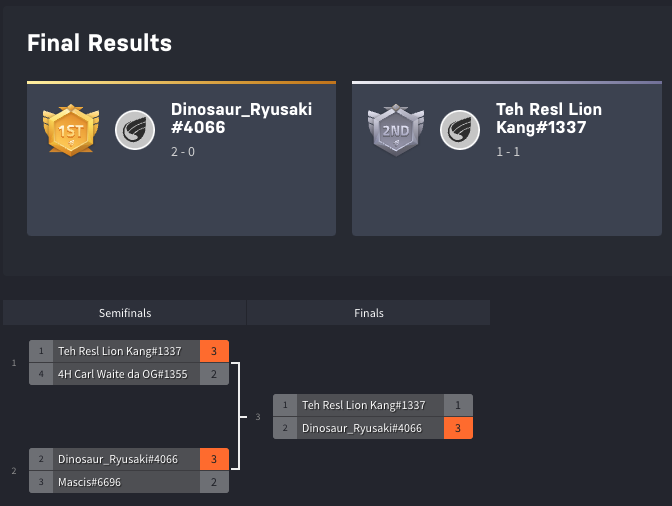 Final Results
1ST
Dinosaur_Ryusaki
#4066
2 - 0
2ND
Teh Resl Lion
Kang#1337
1 - 1
Semifinals
Finals
1
1 Teh Resl Lion Kang#1337 3
4 4H Carl Waite da OG#1355 2
3
1 Teh Resl Lion Kang#1337 1
2 Dinosaur_Ryusaki#4066 3
2
2 Dinosaur_Ryusaki#4066 3
3 Mascis#6696 2